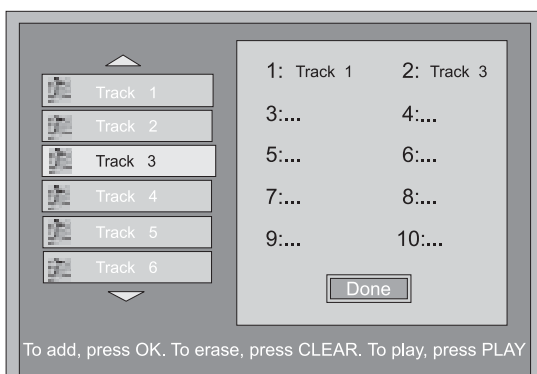 Track 1
Track 2
Track 3
Track 4
Track 5
Track 6
1: Track 1 2: Track 3
3:... 4:...
5:... 6:...
7:... 8:...
9:... 10:...
Done
To add, press OK. To erase, press CLEAR. To play, press PLAY